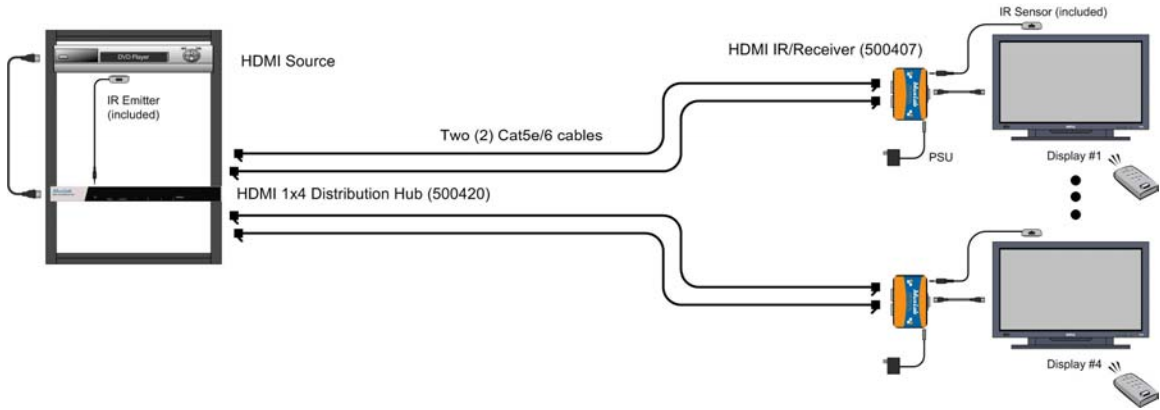 IR Sensor (included)
HDMI IR/Receiver (500407)
DVD Player
HDMI Source
IR Emitter
(included)
Two (2) Cat5e/6 cables
PSU
Display #1
HDMI 1x4 Distribution Hub (500420)
Display #4